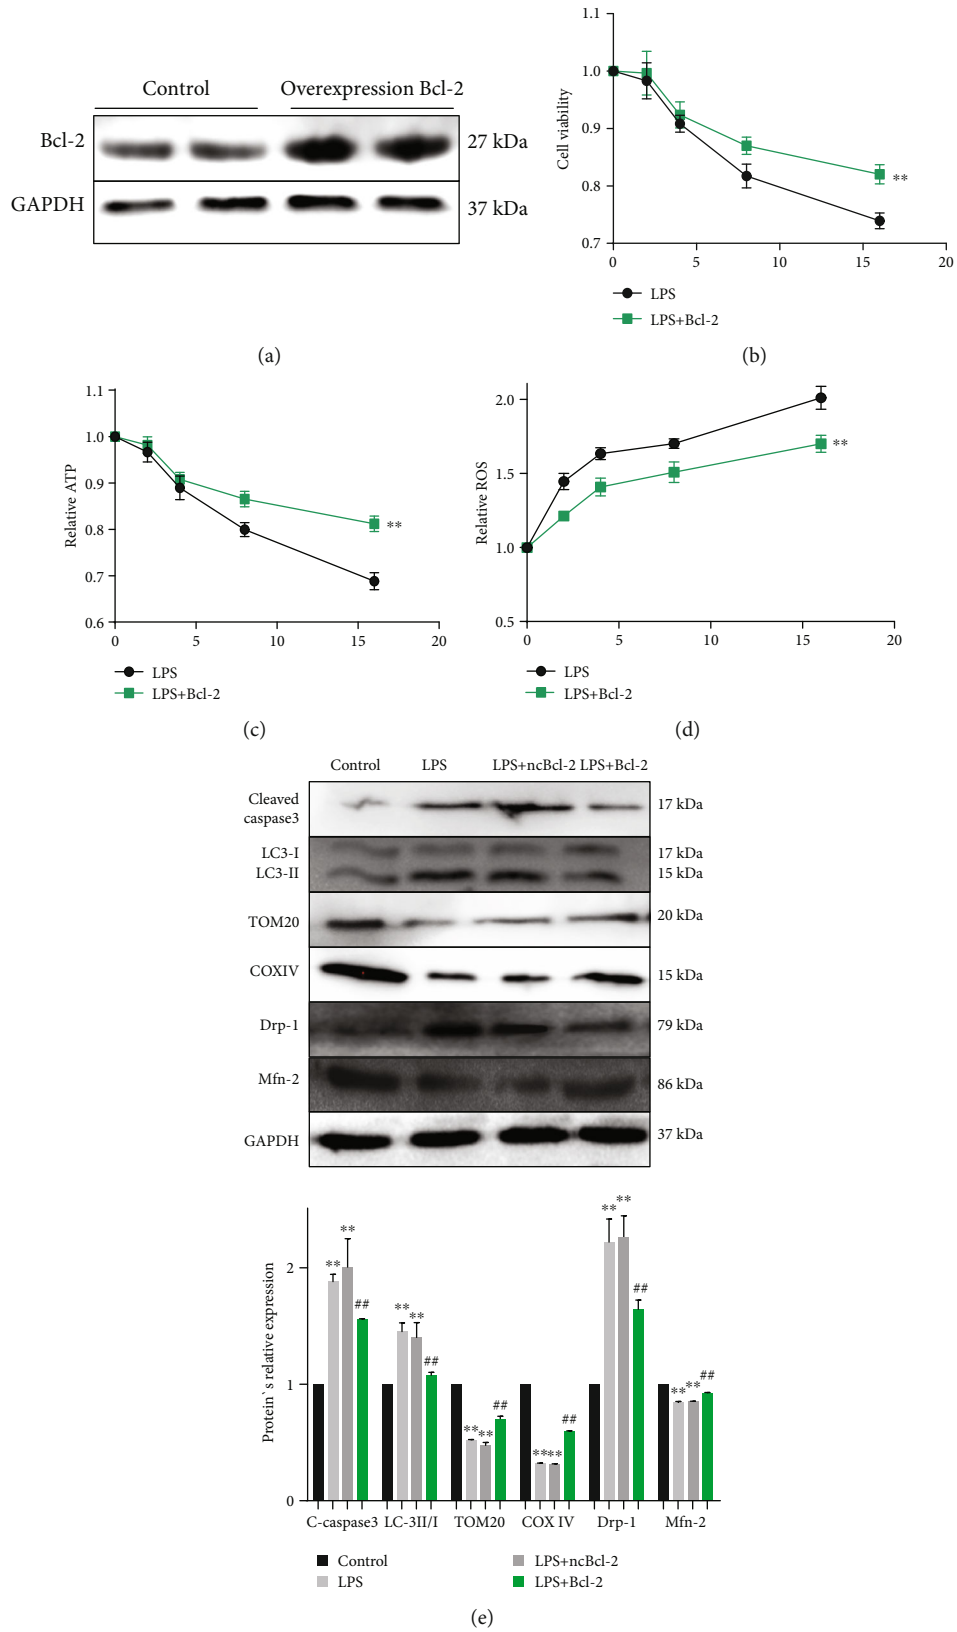 Control Overexpression Bcl-2
Bcl-2 27 kDa
GAPDH 37 kDa
(a)
1.1
1.0
0.9
0.8
0.7
Cell viability
**
0 5 10 15 20
LPS
LPS+Bcl-2
(b)
1.1
1.0
0.9
0.8
0.7
0.6
Relative ATP
**
0 5 10 15 20
LPS
LPS+Bcl-2
(c)
2.0
1.5
1.0
0.5
Relative ROS
**
0 5 10 15 20
LPS
LPS+Bcl-2
(d)
Control LPS LPS+ncBcl-2 LPS+Bcl-2
Cleaved
caspase3 17 kDa
LC3-I 17 kDa
LC3-II 15 kDa
TOM20 20 kDa
COXIV 15 kDa
Drp-1 79 kDa
Mfn-2 86 kDa
GAPDH 37 kDa
Protein`s relative expression
2
1
0
** ** ##
** ** ##
** ** ##
** ** ##
** ** ##
** ** ##
C-caspase3 LC-3II/I TOM20 COX IV Drp-1 Mfn-2
Control LPS+ncBcl-2
LPS LPS+Bcl-2
(e)